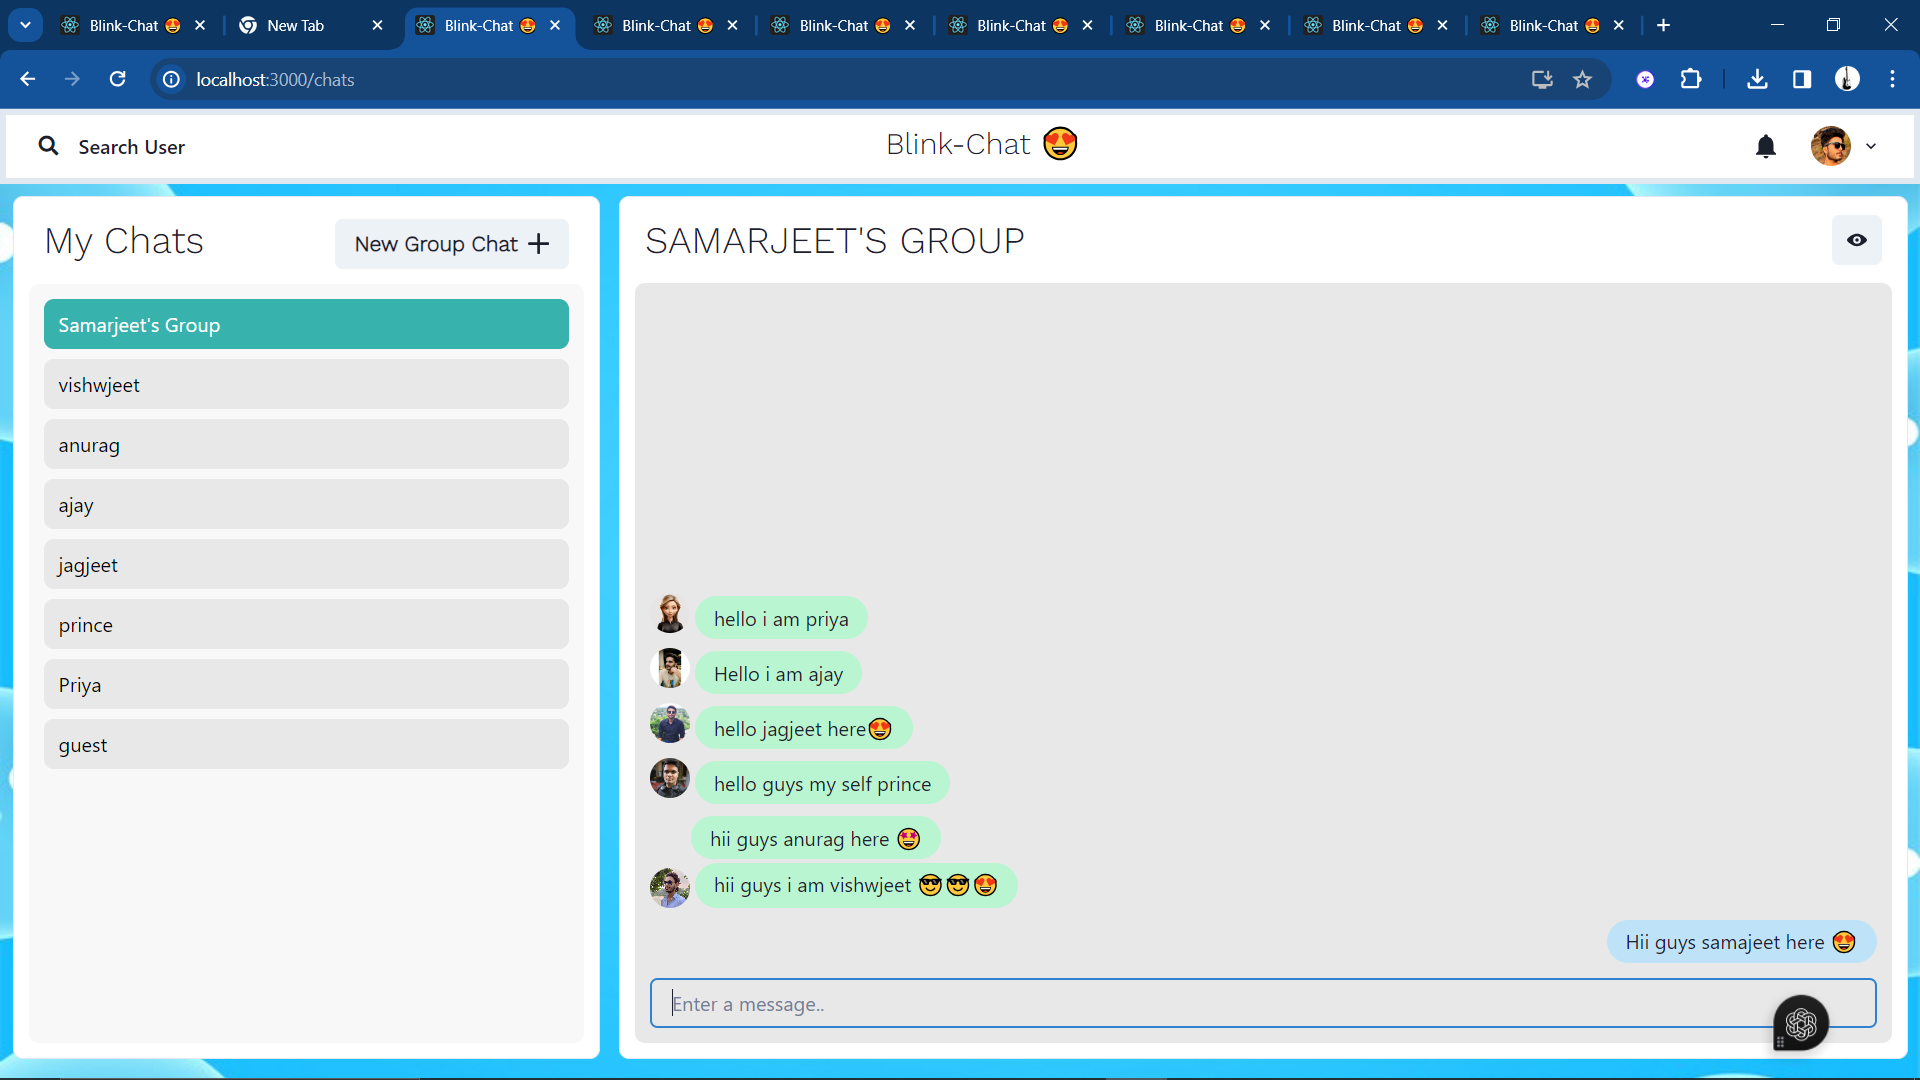 Blink-Chat 😍
New Tab
Blink-Chat 😍
Blink-Chat 😍
Blink-Chat 😍
Blink-Chat 😍
Blink-Chat 😍
Blink-Chat 😍
Blink-Chat 😍
localhost:3000/chats
Search User
Blink-Chat 😍
My Chats
New Group Chat +
Samarjeet's Group
vishwjeet
anurag
ajay
jagjeet
prince
Priya
guest
SAMARJEET'S GROUP
hello i am priya
Hello i am ajay
hello jagjeet here😍
hello guys my self prince
hii guys anurag here 🤩
hii guys i am vishwjeet 😎😎😍
Hii guys samajeet here 😍
Enter a message..